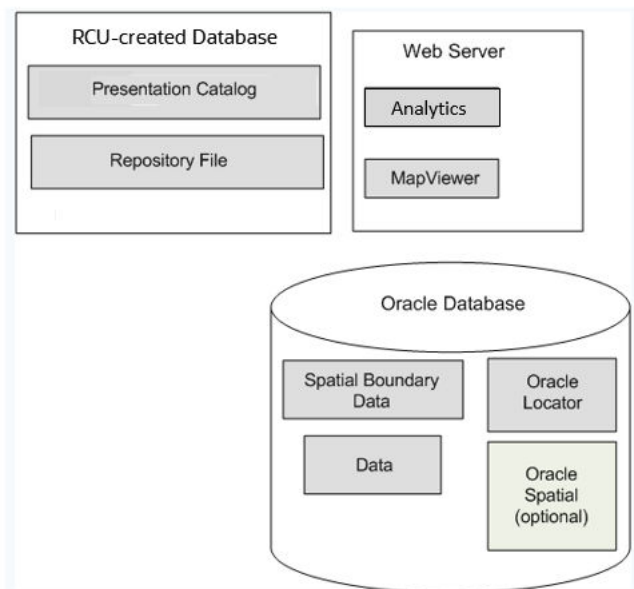 RCU-created Database
Presentation Catalog
Repository File
Web Server
Analytics
MapViewer
Oracle Database
Spatial Boundary
Data
Data
Oracle
Locator
Oracle
Spatial
(optional)